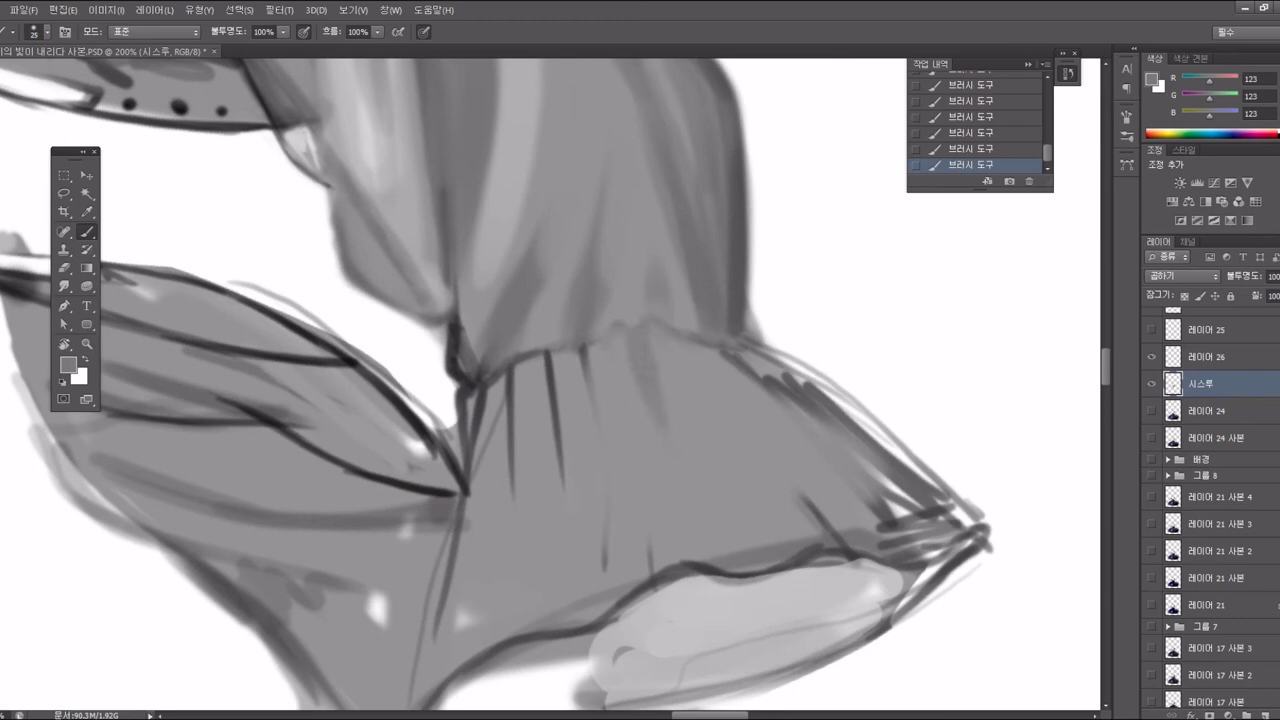 파일(F) 편집(E) 이미지(I) 레이어(L) 유형(Y) 선택(S) 필터(T) 3D(D) 보기(V) 창(W) 도움말(H)
25 모드: 표준 불투명도: 100% 흐름: 100% 필수
의 빛이 내리다 사본.PSD @ 200% (시스루, RGB/8) * ×
작업 내역
브러시 도구
브러시 도구
브러시 도구
브러시 도구
브러시 도구
브러시 도구
색상 색상 견본
R 123
G 123
B 123
조정 스타일
조정 추가
레이어 채널
종류
곱하기 불투명도: 100
잠그기: 칠: 100
레이어 25
레이어 26
시스루
레이어 24
레이어 24 사본
배경
그룹 8
레이어 21 사본 4
레이어 21 사본 3
레이어 21 사본 2
레이어 21 사본
레이어 21
그룹 7
레이어 17 사본 3
레이어 17 사본 2
레이어 17 사본
문서:90.3M/1.92G